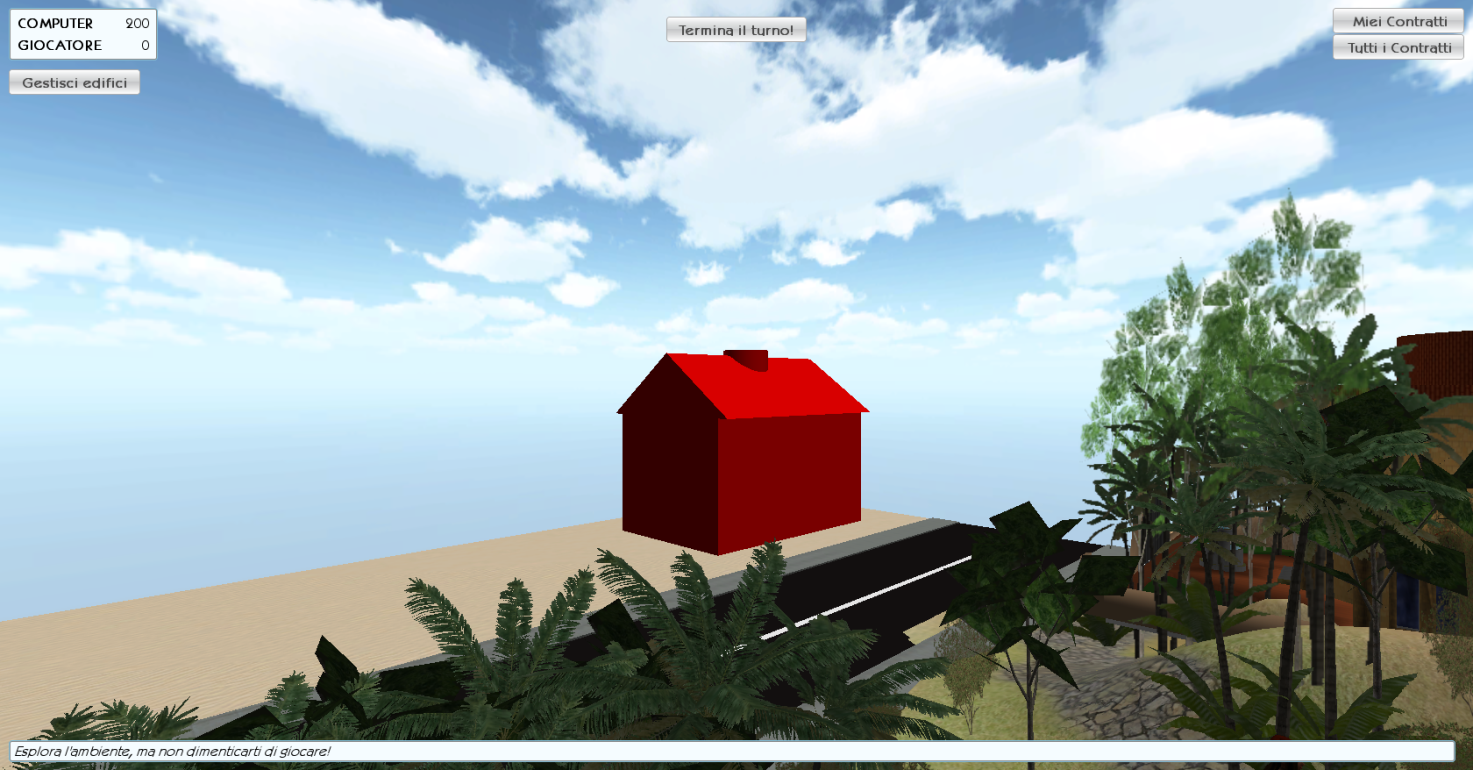 COMPUTER 200
GIOCATORE 0
Gestisci edifici
Termina il turno!
Miei Contratti
Tutti i Contratti
Esplora l'ambiente, ma non dimenticarti di giocare!